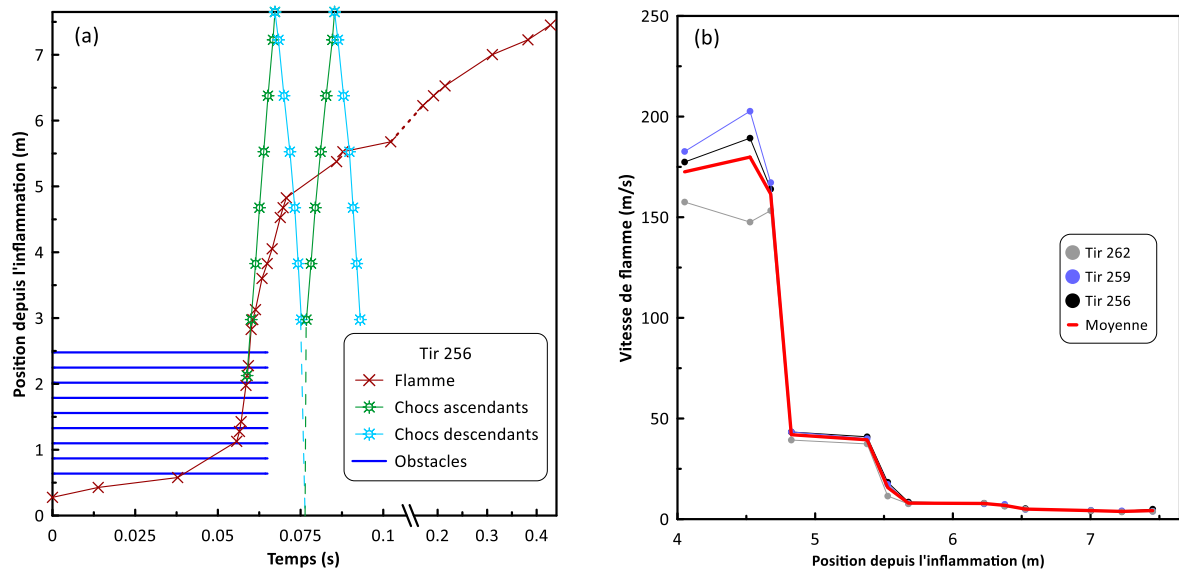 (a)
Position depuis l'inflammation (m)
7
6
5
4
3
2
1
0
0 0.025 0.05 0.075 0.1 0.2 0.3 0.4
Temps (s)
Tir 256
Flamme
Chocs ascendants
Chocs descendants
Obstacles
(b)
Vitesse de flamme (m/s)
250
200
150
100
50
0
4 5 6 7
Position depuis l'inflammation (m)
Tir 262
Tir 259
Tir 256
Moyenne